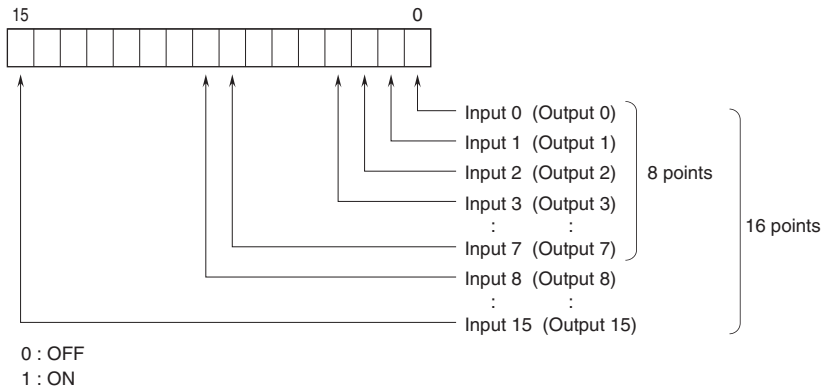 15 0
Input 0 (Output 0)
Input 1 (Output 1)
Input 2 (Output 2)
8 points
Input 3 (Output 3)
: :
16 points
Input 7 (Output 7)
Input 8 (Output 8)
: :
Input 15 (Output 15)
0 : OFF
1 : ON